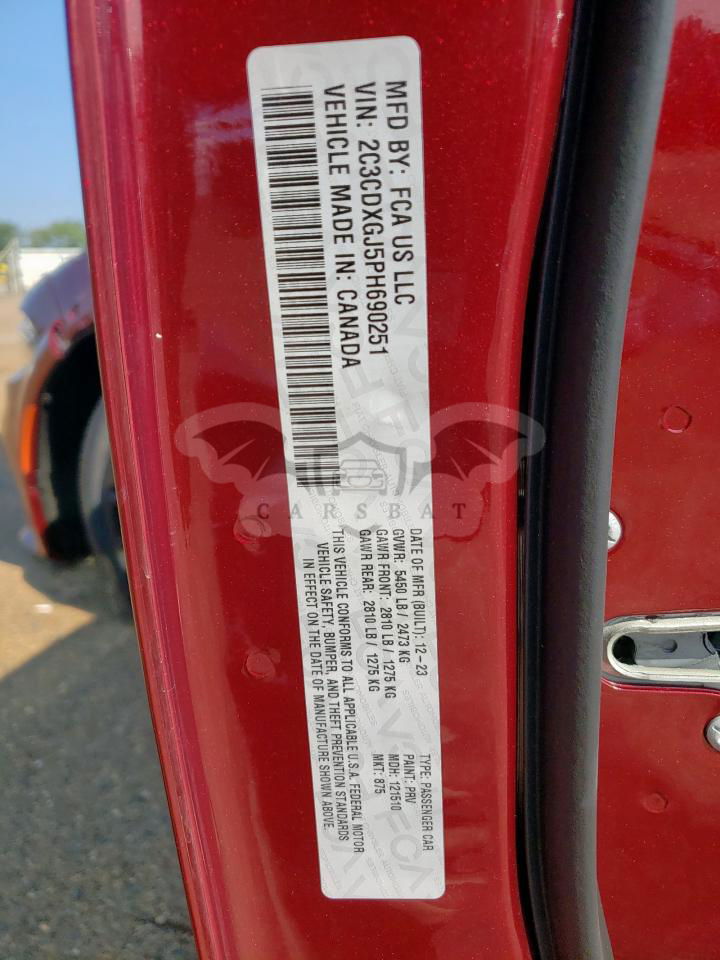 MFD BY: FCA US LLC
VIN: 2C3CDXGJ5PH690251
VEHICLE MADE IN: CANADA
DATE OF MFR (BUILT): 12-23
GVWR: 5450 LB / 2473 KG
GAWR FRONT: 2810 LB / 1275 KG
GAWR REAR: 2810 LB / 1275 KG
THIS VEHICLE CONFORMS TO ALL APPLICABLE U.S.A. FEDERAL MOTOR
VEHICLE SAFETY, BUMPER, AND THEFT PREVENTION STANDARDS
IN EFFECT ON THE DATE OF MANUFACTURE SHOWN ABOVE.
TYPE: PASSENGER CAR
PAINT: PRV
MDH: 121510
MKT: 875
CARSBAT